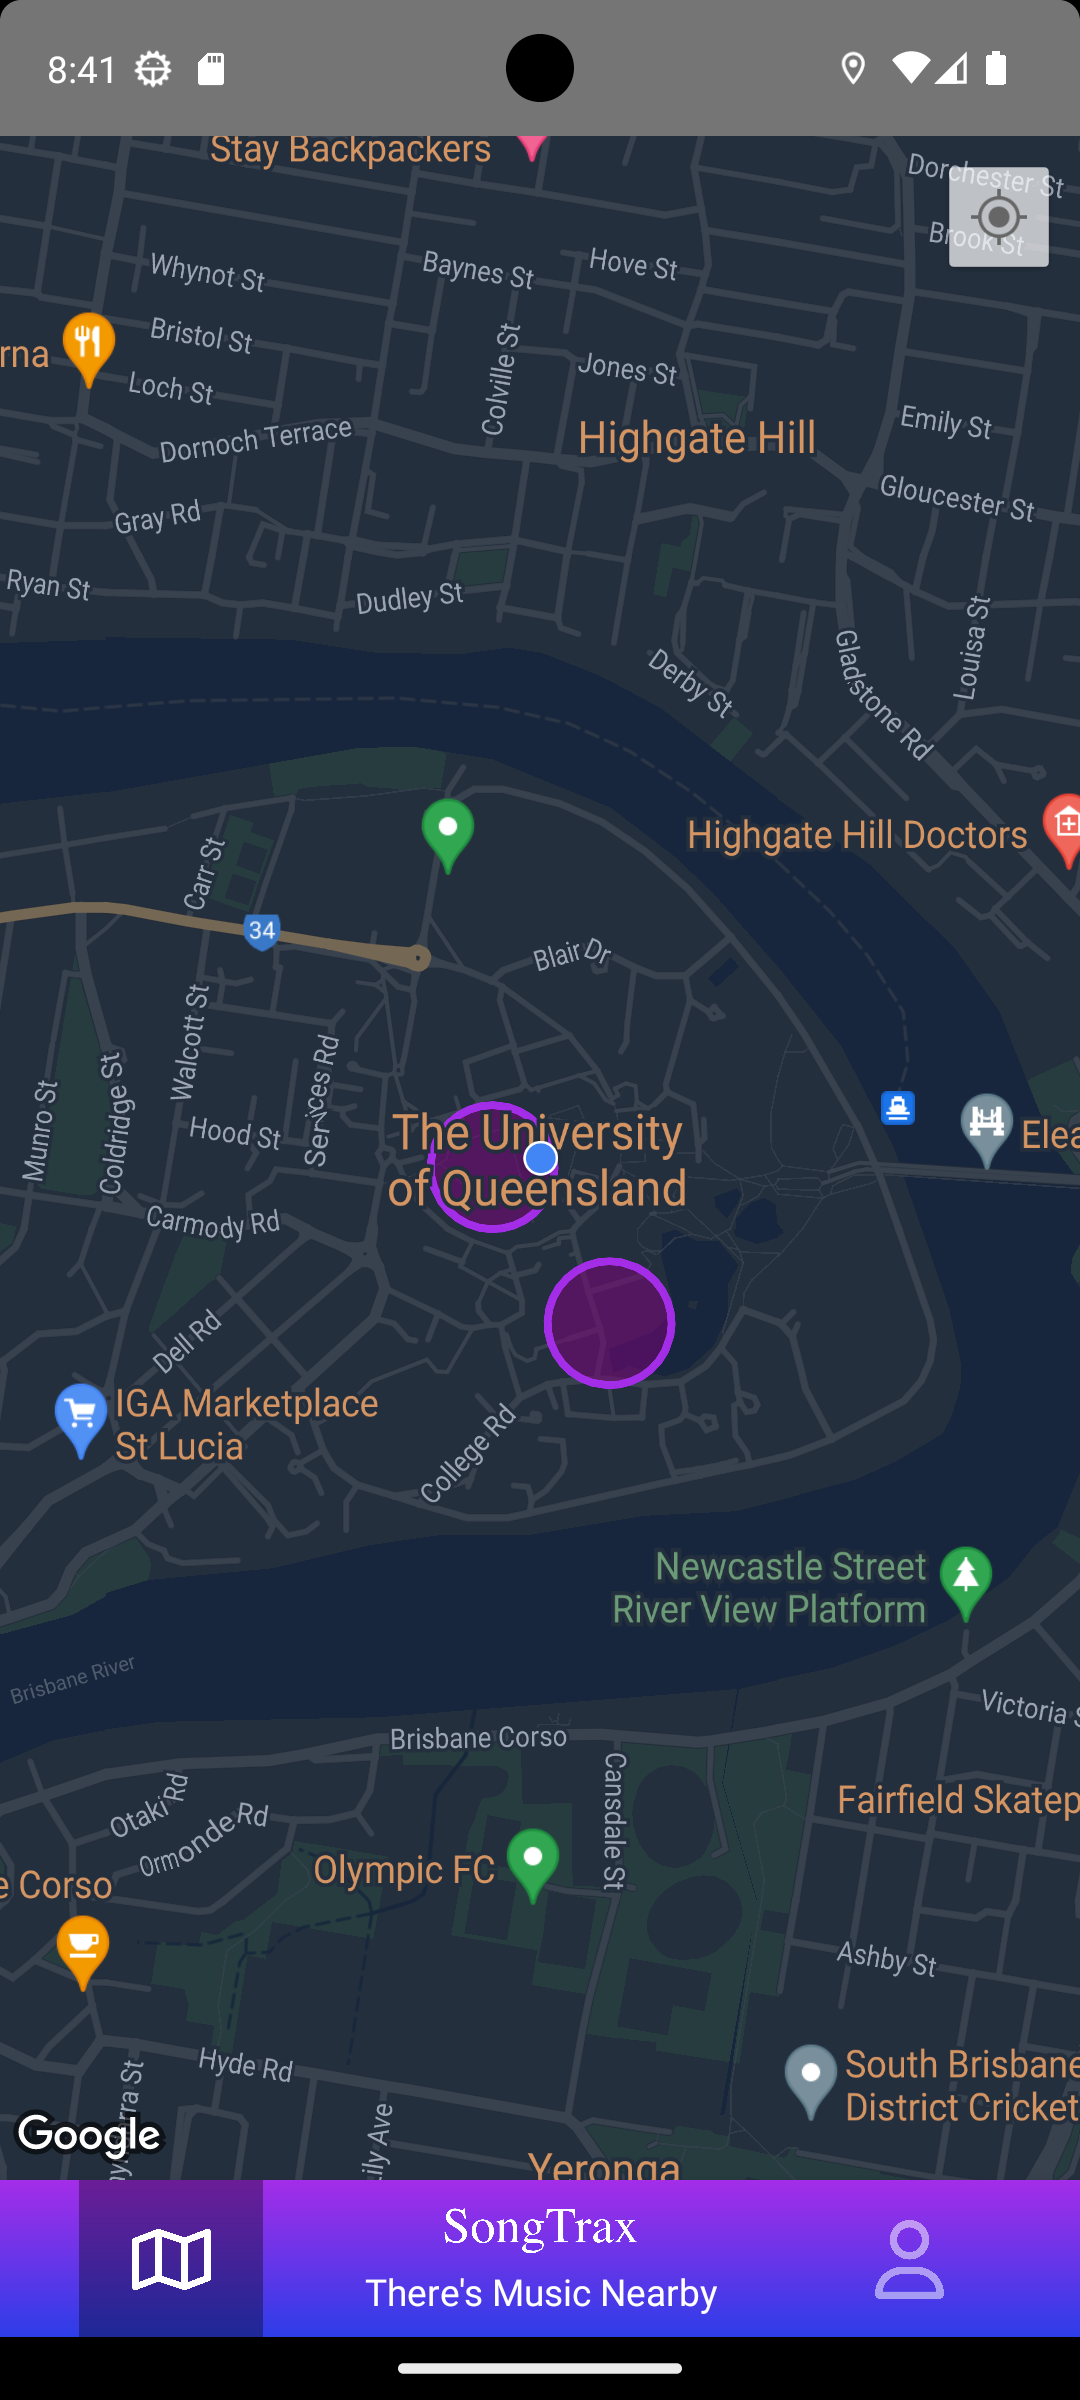 8:41
Stay Backpackers
Dorchester St
Brook St
Whynot St
Baynes St
Hove St
Bristol St
rna
Colville St
Jones St
Loch St
Emily St
Dornoch Terrace
Highgate Hill
Gloucester St
Gray Rd
Ryan St
Dudley St
Louisa St
Derby St
Gladstone Rd
Highgate Hill Doctors
Carr St
34
Blair Dr
Walcott St
Services Rd
Munro St
Coldridge St
Hood St
The University
of Queensland
Elea
Carmody Rd
Dell Rd
IGA Marketplace
St Lucia
College Rd
Newcastle Street
River View Platform
Brisbane River
Victoria S
Brisbane Corso
Cansdale St
Otaki Rd
Ormonde Rd
Fairfield Skatep
Olympic FC
e Corso
Ashby St
Hyde Rd
South Brisbane
District Cricket
Google
ily Ave
Yeronga
SongTrax
There's Music Nearby